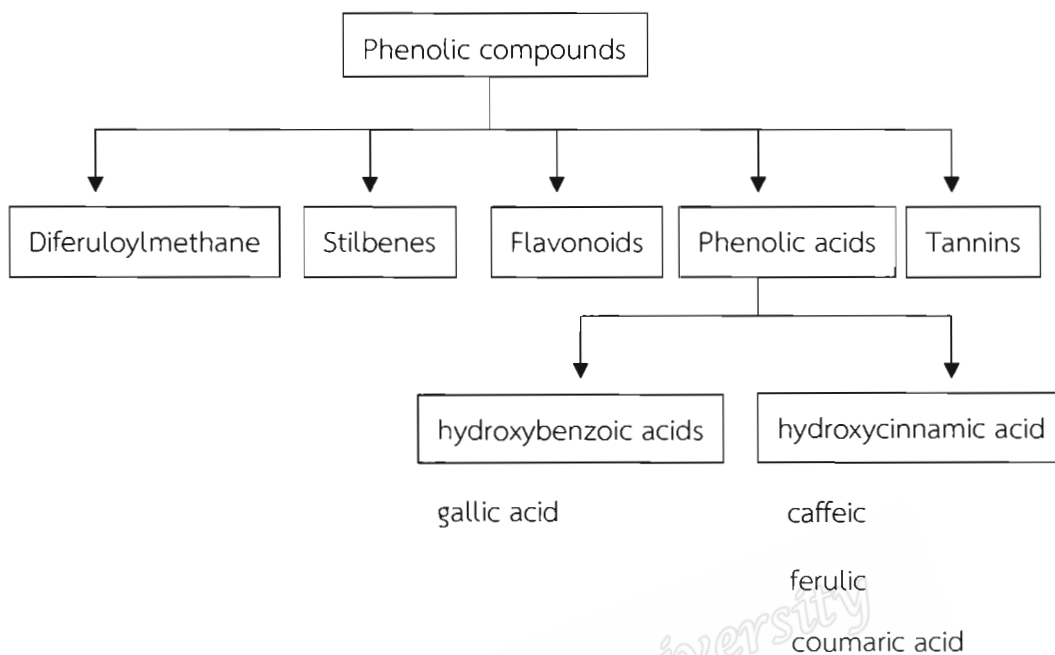 Phenolic compounds
Diferuloylmethane
Stilbenes
Flavonoids
Phenolic acids
Tannins
hydroxybenzoic acids
hydroxycinnamic acid
gallic acid
caffeic
ferulic
coumaric acid